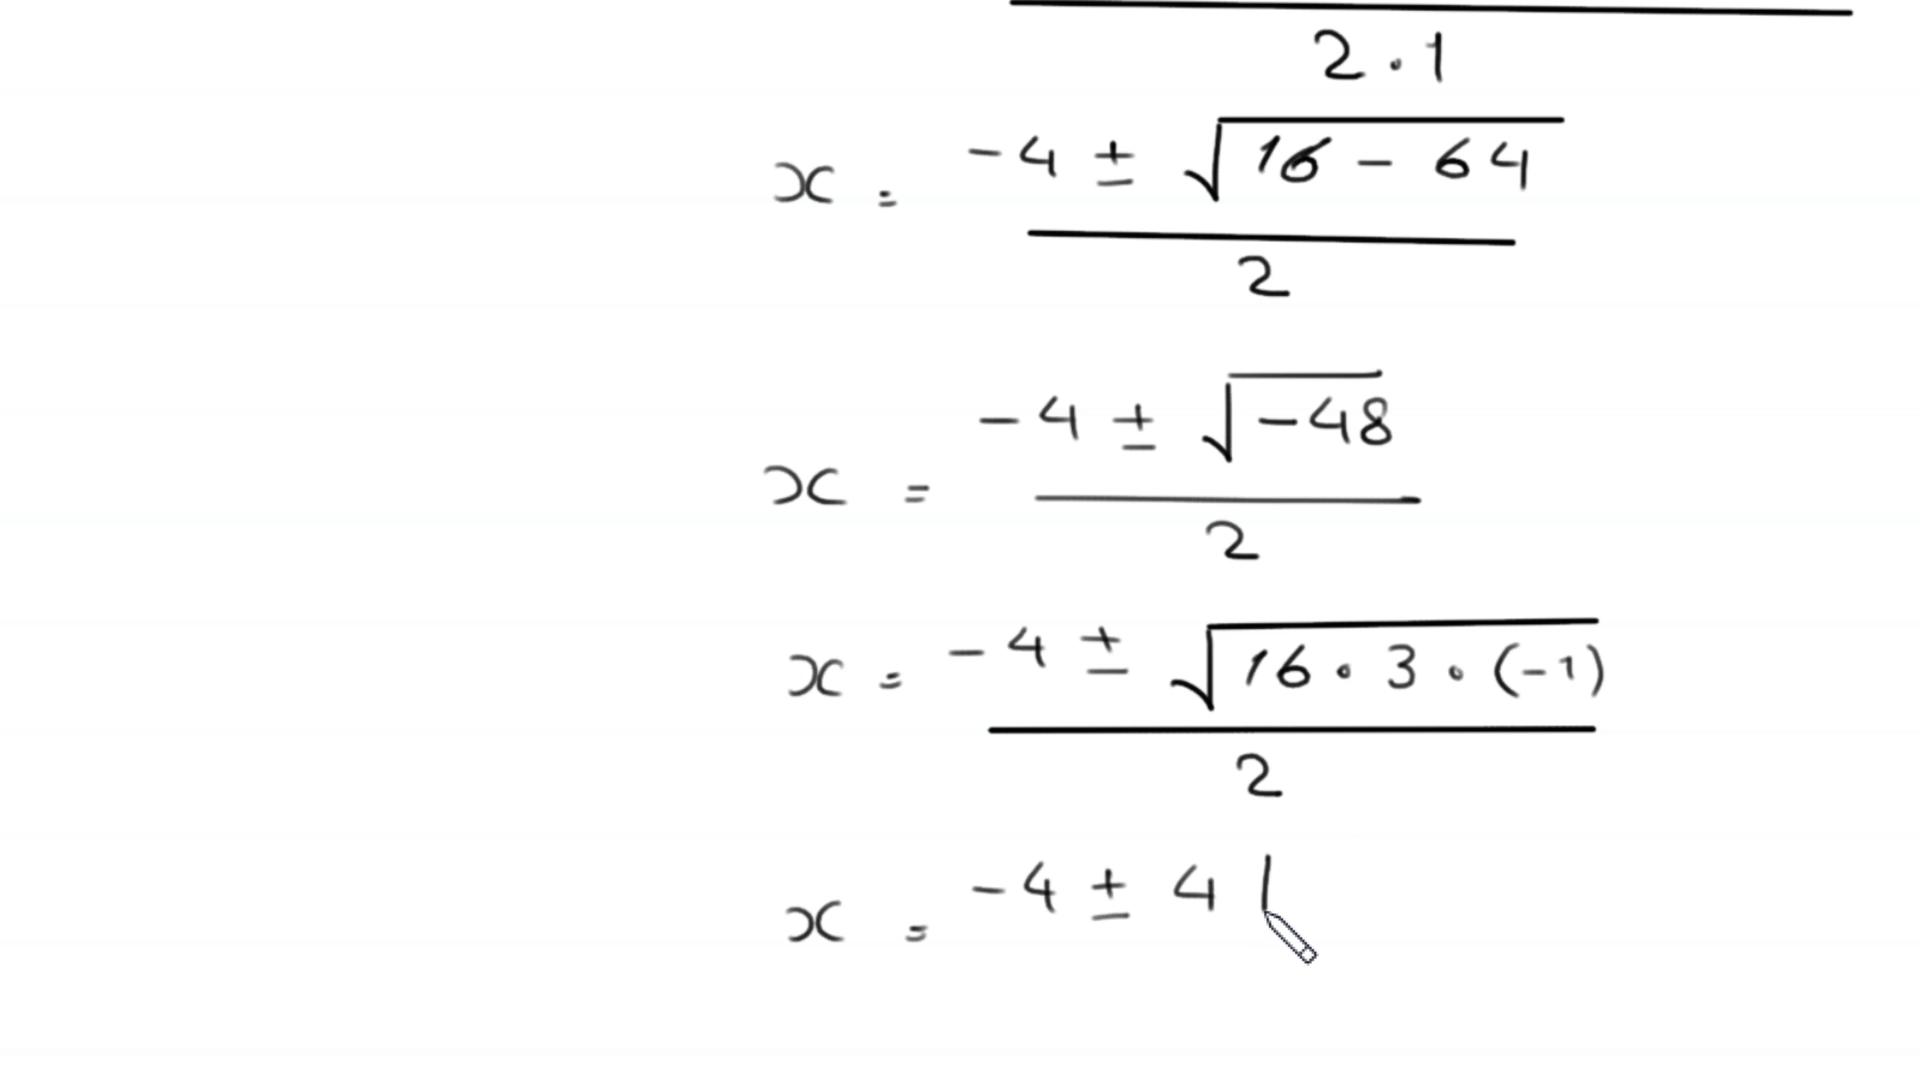 2 · 1
x = -4 ± √16 - 64
2
x = -4 ± √-48
2
x = -4 ± √16 · 3 · (-1)
2
x = -4 ± 4